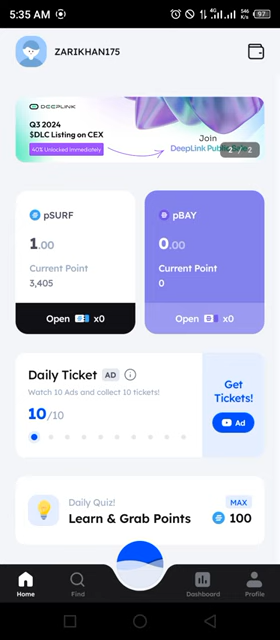 5:35 AM
4G
546 K/s
97
ZARIKHAN175
DEEPLINK
Q3 2024
$DLC Listing on CEX
40% Unlocked Immediately
Join
DeepLink Public
2 / 2
pSURF
1.00
Current Point
3,405
Open x0
pBAY
0.00
Current Point
0
Open x0
Daily Ticket AD
Watch 10 Ads and collect 10 tickets!
10/10
Get
Tickets!
Ad
Daily Quiz!
Learn & Grab Points
MAX
100
Home
Find
Dashboard
Profile